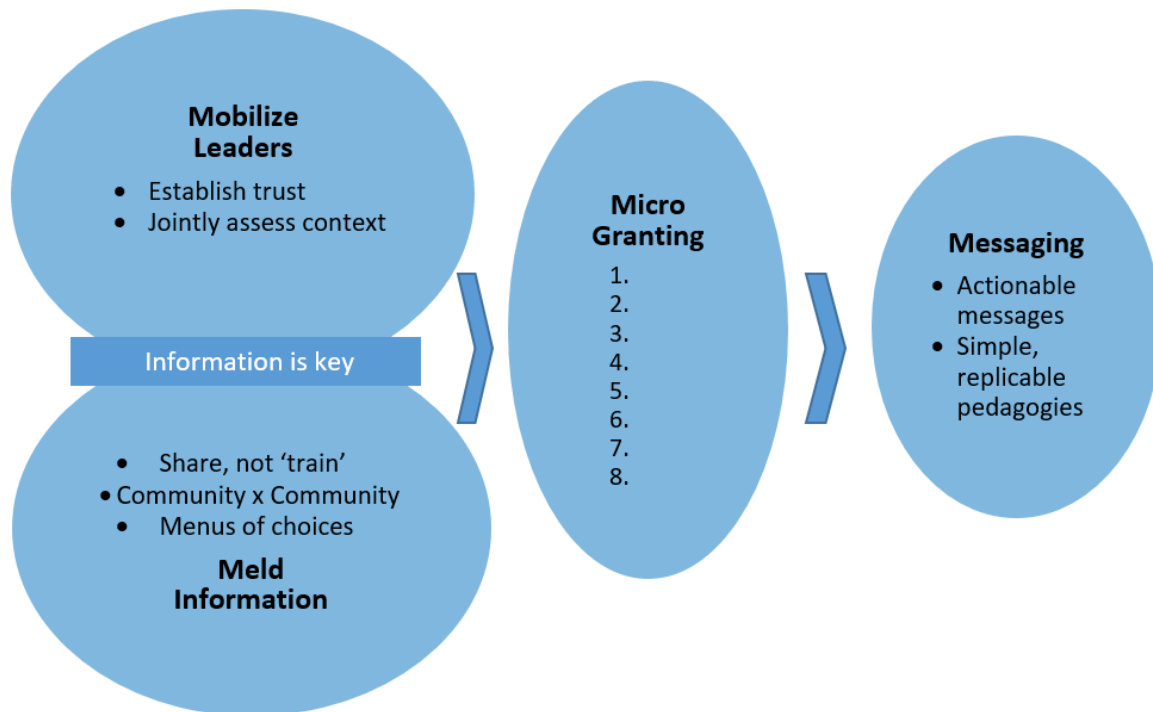 Mobilize
Leaders
• Establish trust
• Jointly assess context
Information is key
• Share, not ‘train’
• Community x Community
• Menus of choices
Meld
Information
Micro
Granting
1.
2.
3.
4.
5.
6.
7.
8.
Messaging
• Actionable
messages
• Simple,
replicable
pedagogies